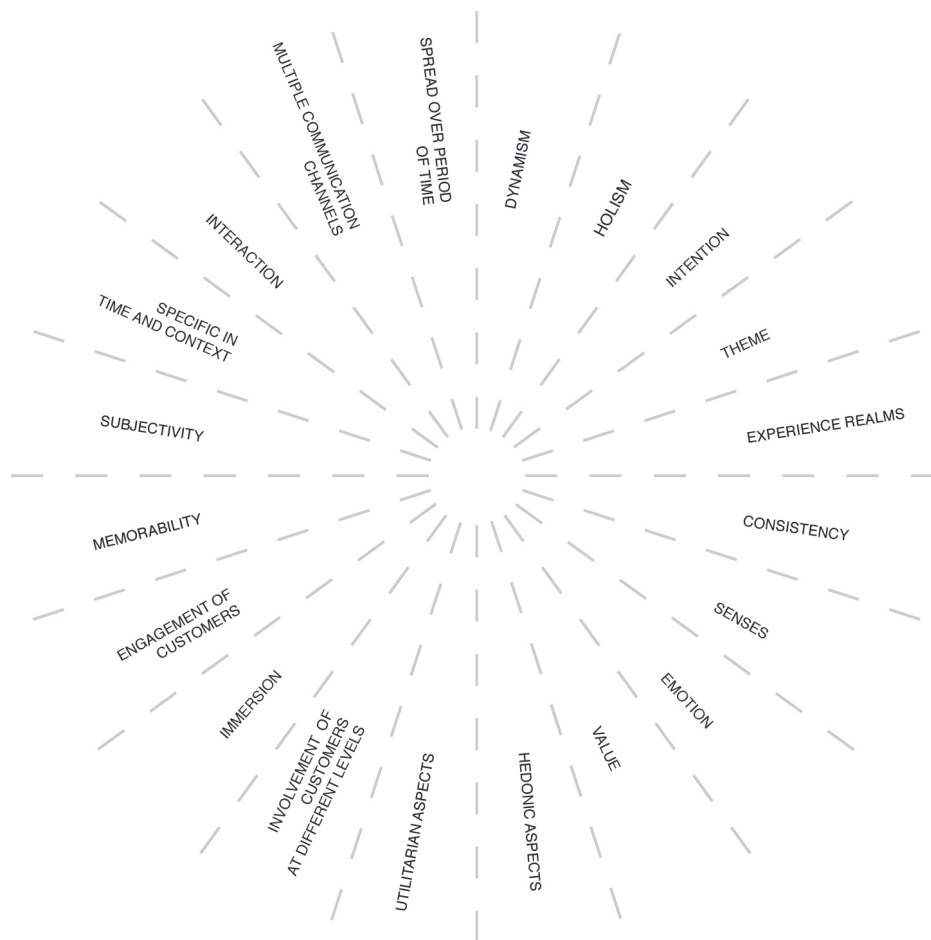 DYNAMISM
HOLISM
INTENTION
THEME
EXPERIENCE REALMS
CONSISTENCY
SENSES
EMOTION
VALUE
HEDONIC ASPECTS
UTILITARIAN ASPECTS
INVOLVEMENT OF
CUSTOMERS
AT DIFFERENT LEVELS
IMMERSION
ENGAGEMENT OF
CUSTOMERS
MEMORABILITY
SUBJECTIVITY
SPECIFIC IN
TIME AND CONTEXT
INTERACTION
MULTIPLE COMMUNICATION
CHANNELS
SPREAD OVER PERIOD
OF TIME